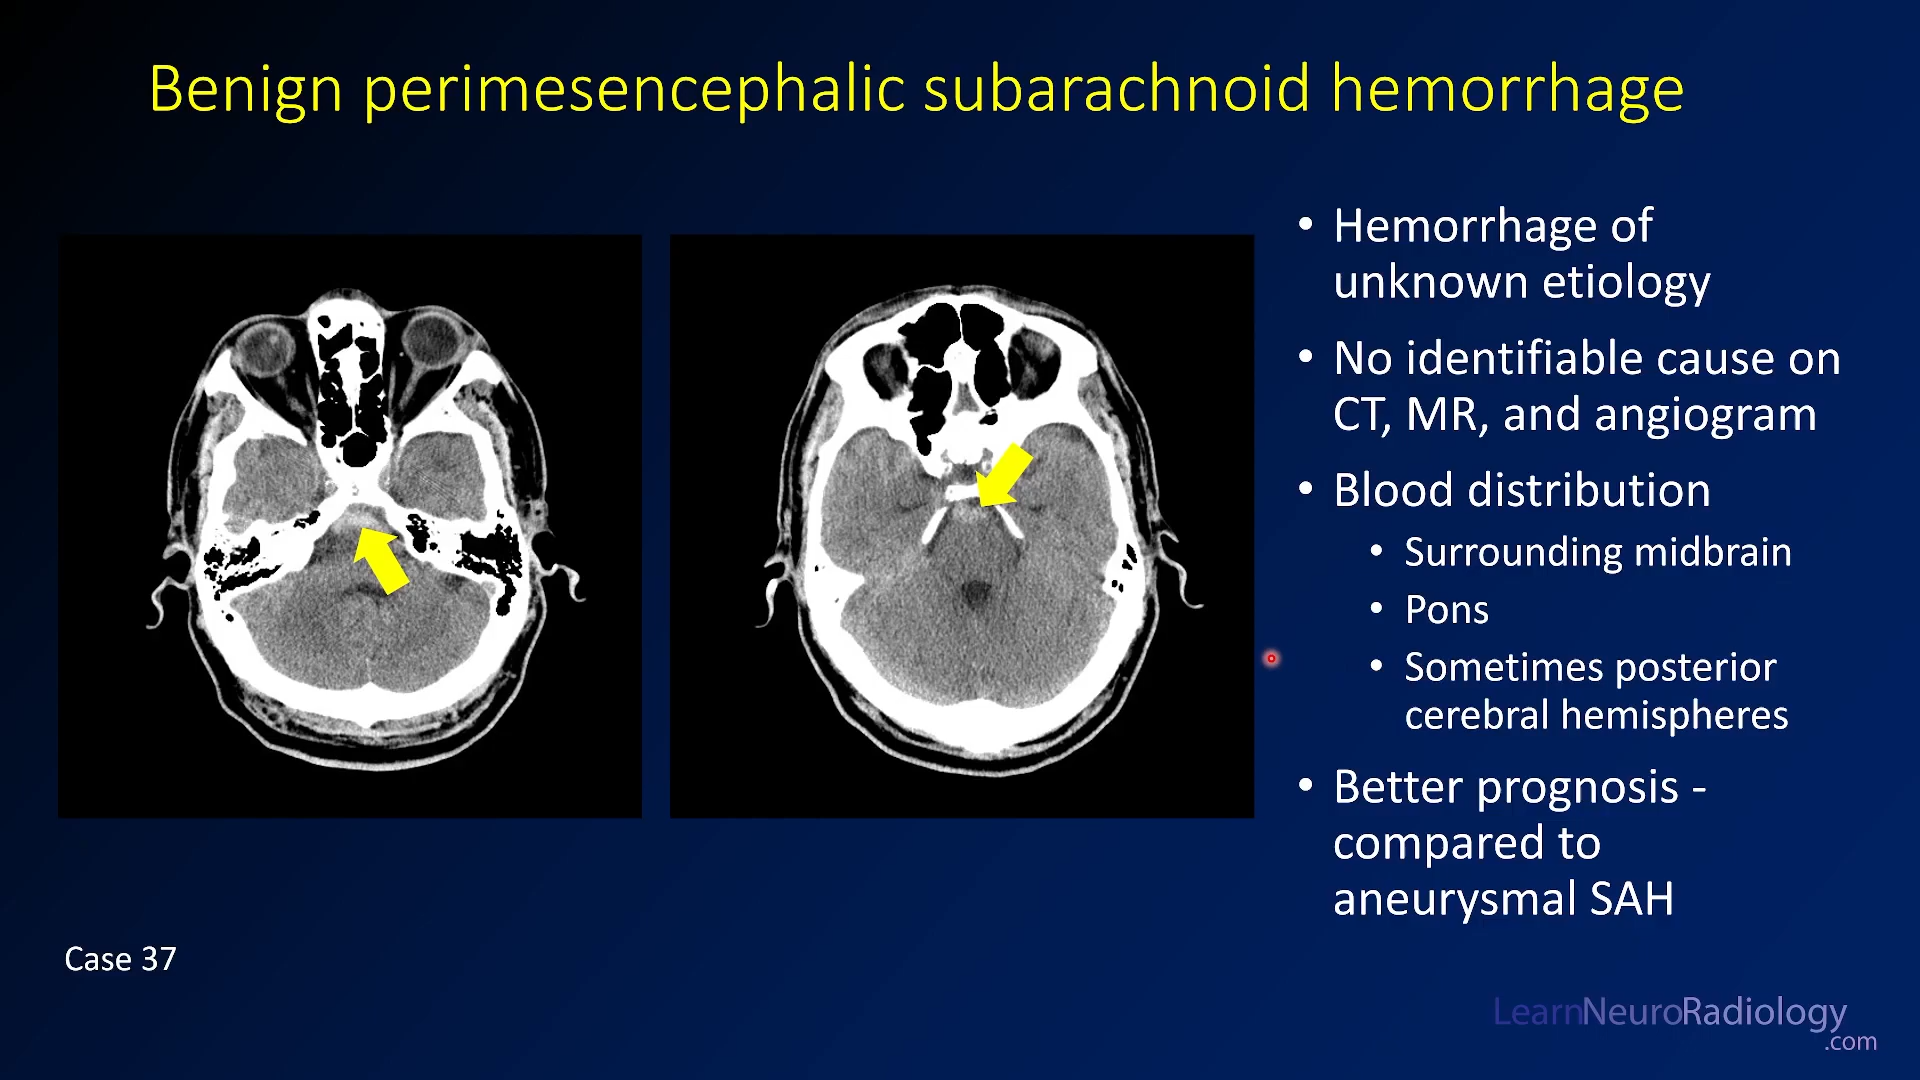 Benign perimesencephalic subarachnoid hemorrhage
• Hemorrhage of
unknown etiology
• No identifiable cause on
CT, MR, and angiogram
• Blood distribution
• Surrounding midbrain
• Pons
• Sometimes posterior
cerebral hemispheres
• Better prognosis -
compared to
aneurysmal SAH
Case 37
LearnNeuroRadiology
.com